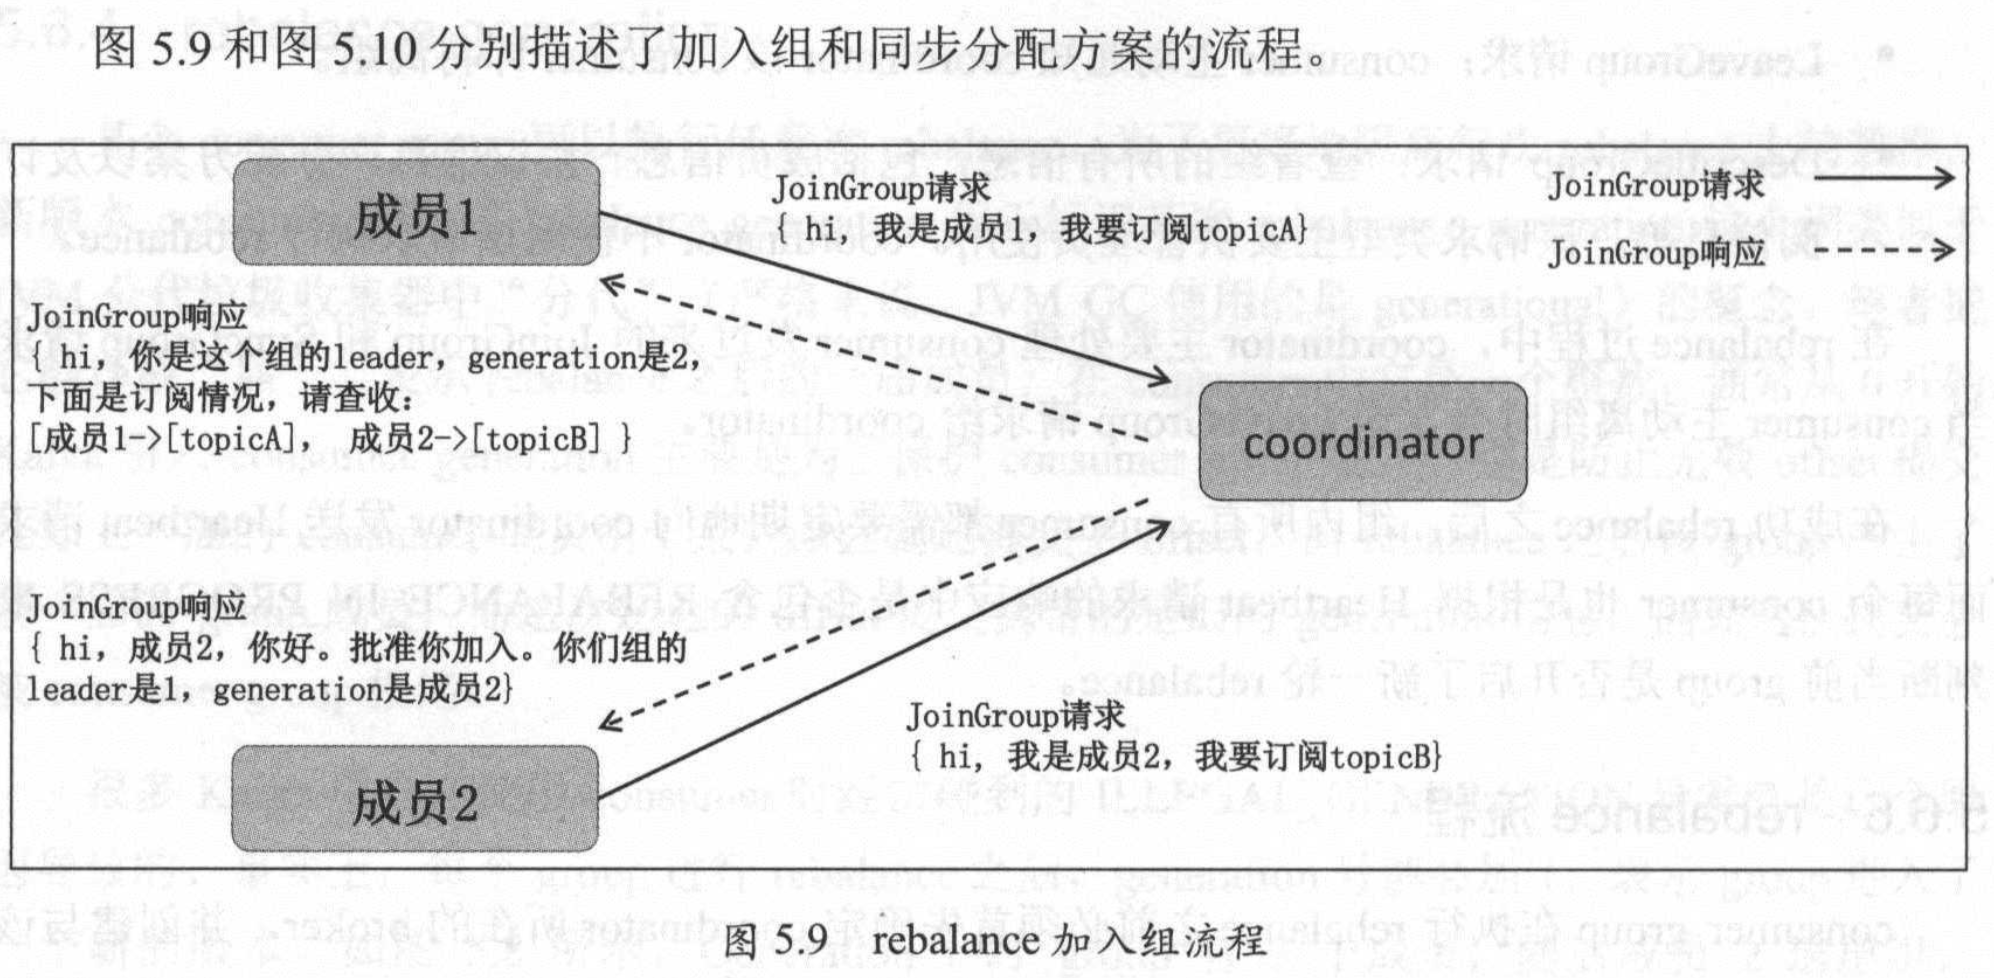 图 5.9 和图 5.10 分别描述了加入组和同步分配方案的流程。
成员1
JoinGroup请求
{ hi, 我是成员1，我要订阅topicA}
JoinGroup请求
JoinGroup响应
JoinGroup响应
{ hi，你是这个组的leader，generation是2，
下面是订阅情况，请查收：
[成员1->[topicA]， 成员2->[topicB] }
coordinator
JoinGroup响应
{ hi，成员2，你好。批准你加入。你们组的
leader是1，generation是成员2}
JoinGroup请求
{ hi, 我是成员2，我要订阅topicB}
成员2
图 5.9 rebalance 加入组流程